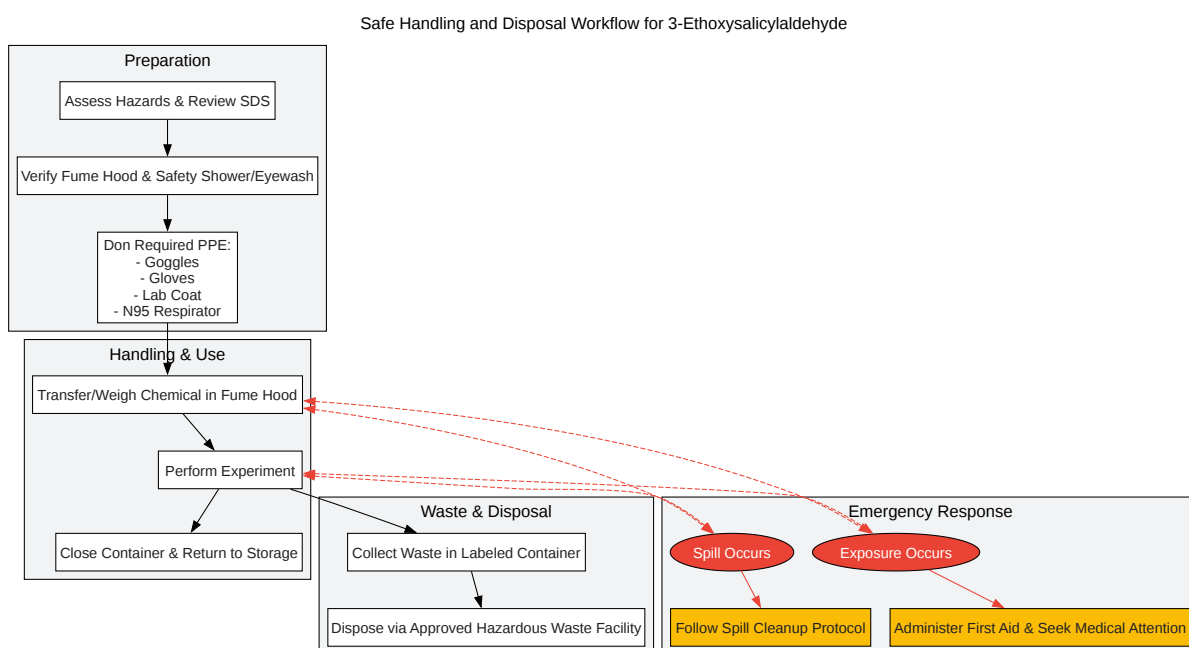 Safe Handling and Disposal Workflow for 3-Ethoxysalicylaldehyde
Preparation
Assess Hazards & Review SDS
Verify Fume Hood & Safety Shower/Eyewash
Don Required PPE:
- Goggles
- Gloves
- Lab Coat
- N95 Respirator
Handling & Use
Transfer/Weigh Chemical in Fume Hood
Perform Experiment
Close Container & Return to Storage
Waste & Disposal
Collect Waste in Labeled Container
Dispose via Approved Hazardous Waste Facility
Emergency Response
Spill Occurs
Exposure Occurs
Follow Spill Cleanup Protocol
Administer First Aid & Seek Medical Attention